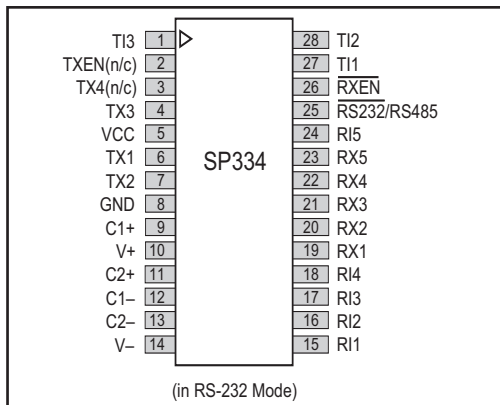 TI3 1 28 TI2
TXEN(n/c) 2 27 TI1
TX4(n/c) 3 26 RXEN
TX3 4 25 RS232/RS485
VCC 5 24 RI5
TX1 6 SP334 23 RX5
TX2 7 22 RX4
GND 8 21 RX3
C1+ 9 20 RX2
V+ 10 19 RX1
C2+ 11 18 RI4
C1– 12 17 RI3
C2– 13 16 RI2
V– 14 15 RI1
(in RS-232 Mode)